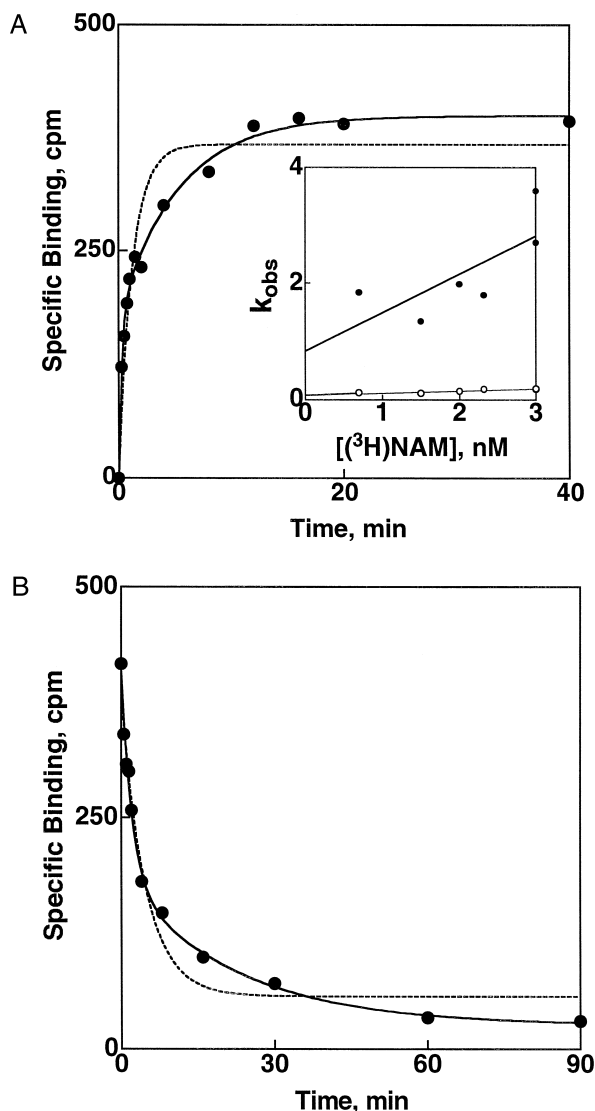 A
500
250
0
Specific Binding, cpm
4
2
0
kobs
0 1 2 3
[(³H)NAM], nM
0 20 40
Time, min
B
500
250
0
Specific Binding, cpm
0 30 60 90
Time, min